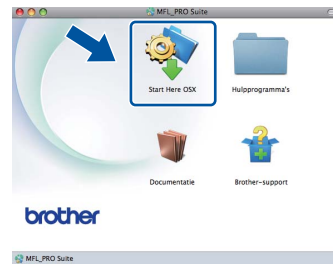 MFL_PRO Suite
Start Here OSX
Hulpprogramma's
Documentatie
Brother-support
brother
MFL_PRO Suite